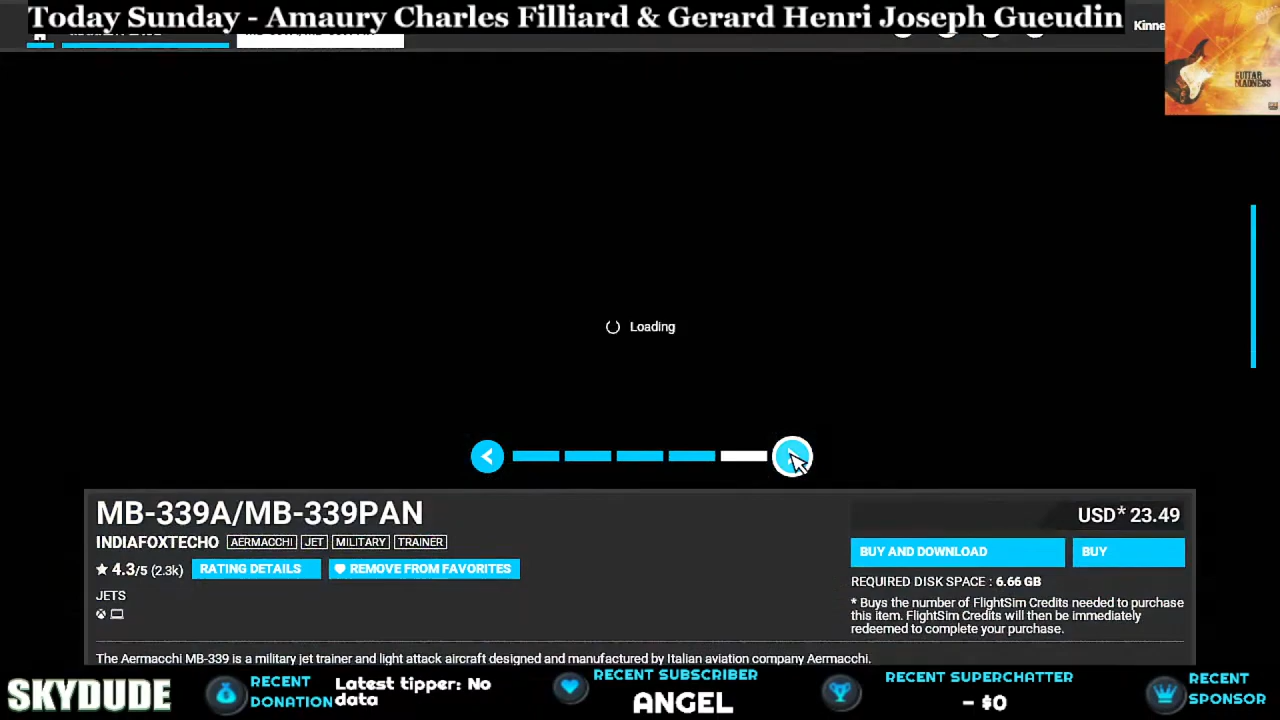 Today Sunday - Amaury Charles Filliard & Gerard Henri Joseph Gueudin
Kinne
GUITAR
MADNESS
Loading
MB-339A/MB-339PAN
INDIAFOXTECHO AERMACCHI JET MILITARY TRAINER
4.3/5 (2.3k) RATING DETAILS REMOVE FROM FAVORITES
JETS
USD* 23.49
BUY AND DOWNLOAD BUY
REQUIRED DISK SPACE : 6.66 GB
* Buys the number of FlightSim Credits needed to purchase
this item. FlightSim Credits will then be immediately
redeemed to complete your purchase.
The Aermacchi MB-339 is a military jet trainer and light attack aircraft designed and manufactured by Italian aviation company Aermacchi.
SKYDUDE
RECENT
DONATION
Latest tipper: No
data
RECENT SUBSCRIBER
ANGEL
RECENT SUPERCHATTER
- $0
RECENT
SPONSOR